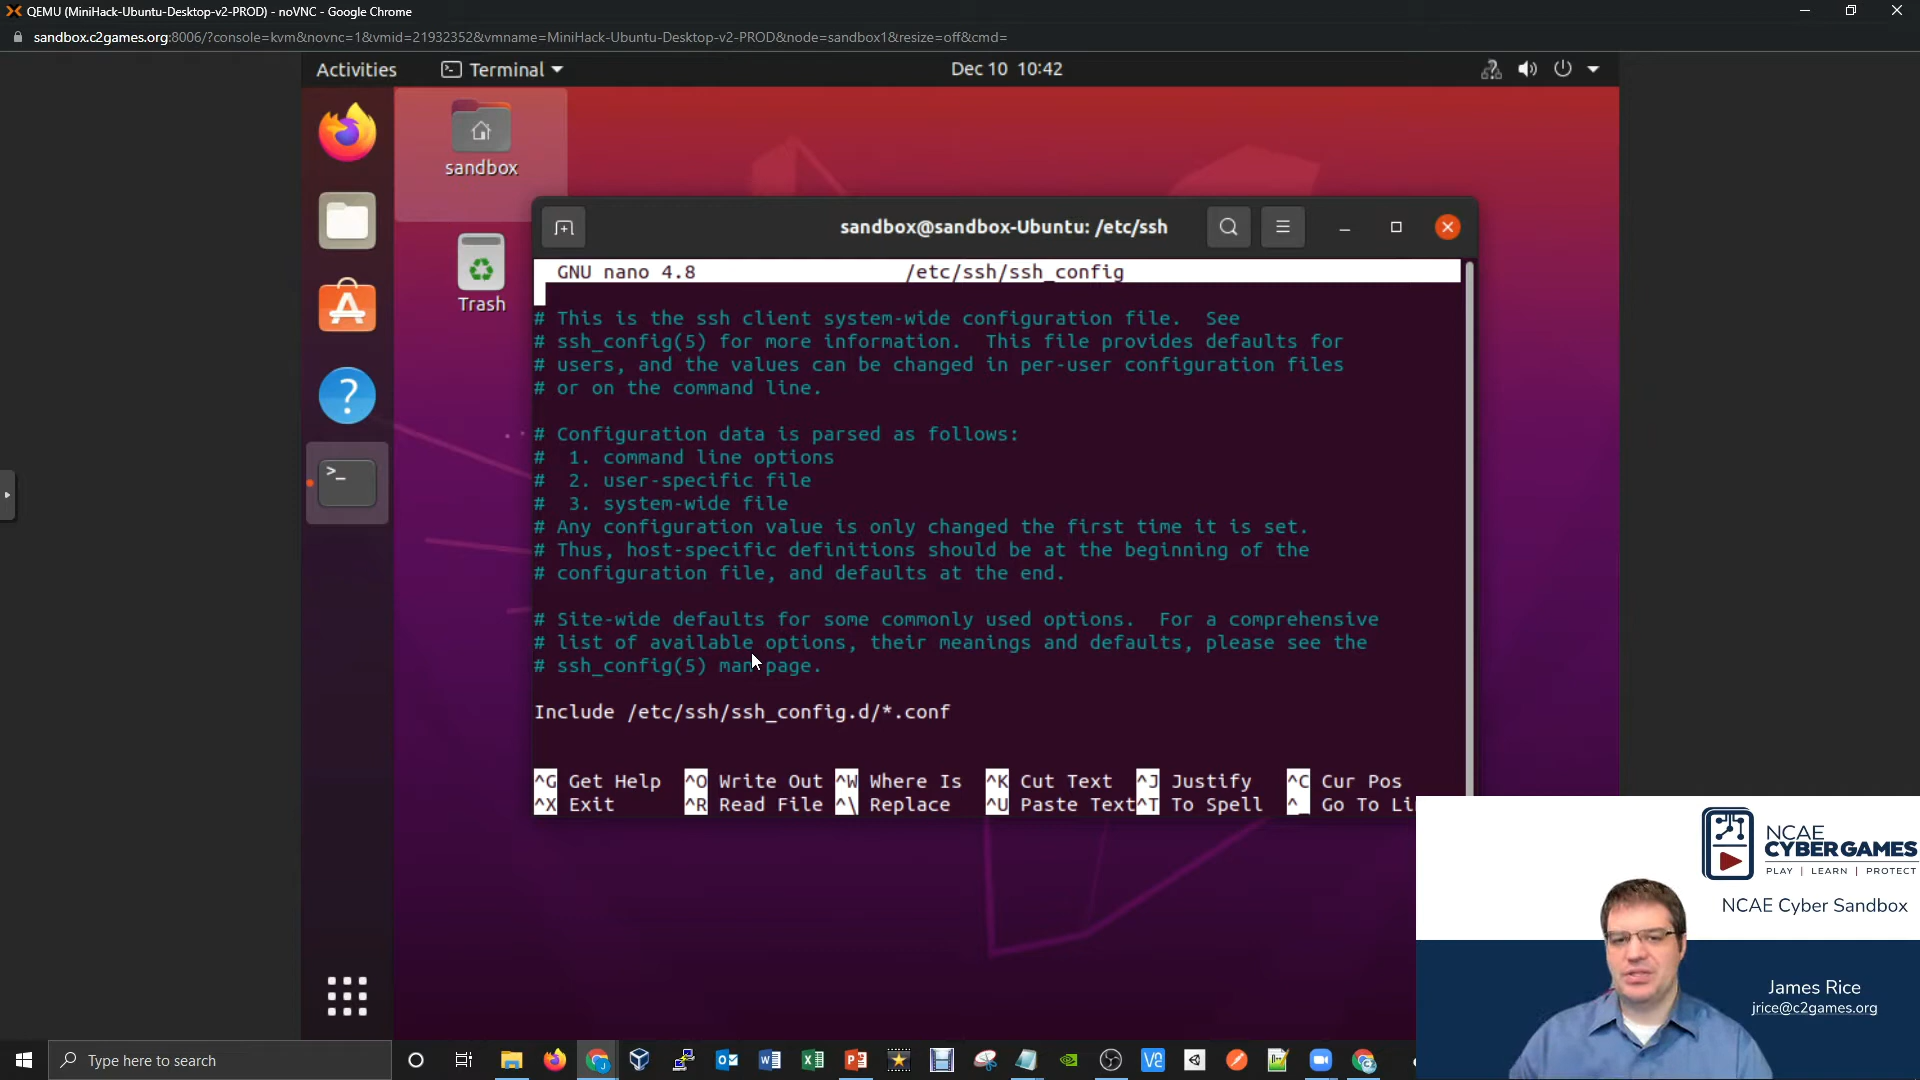 QEMU (MiniHack-Ubuntu-Desktop-v2-PROD) - noVNC - Google Chrome
sandbox.c2games.org:8006/?console=kvm&novnc=1&vmid=21932352&vmname=MiniHack-Ubuntu-Desktop-v2-PROD&node=sandbox1&resize=off&cmd=
Activities
Terminal
Dec 10 10:42
sandbox
Trash
sandbox@sandbox-Ubuntu: /etc/ssh
GNU nano 4.8 /etc/ssh/ssh_config
# This is the ssh client system-wide configuration file. See
# ssh_config(5) for more information. This file provides defaults for
# users, and the values can be changed in per-user configuration files
# or on the command line.
# Configuration data is parsed as follows:
# 1. command line options
# 2. user-specific file
# 3. system-wide file
# Any configuration value is only changed the first time it is set.
# Thus, host-specific definitions should be at the beginning of the
# configuration file, and defaults at the end.
# Site-wide defaults for some commonly used options. For a comprehensive
# list of available options, their meanings and defaults, please see the
# ssh_config(5) man page.
Include /etc/ssh/ssh_config.d/*.conf
^G Get Help ^O Write Out ^W Where Is ^K Cut Text ^J Justify ^C Cur Pos
^X Exit ^R Read File ^\ Replace ^U Paste Text ^T To Spell ^_ Go To Li
NCAE
CYBERGAMES
PLAY | LEARN | PROTECT
NCAE Cyber Sandbox
James Rice
jrice@c2games.org
Type here to search